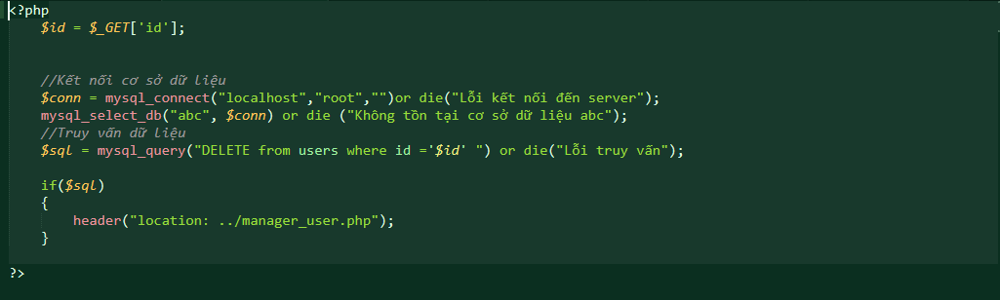 <?php
$id = $_GET['id'];
//Kết nối cơ sở dữ liệu
$conn = mysql_connect("localhost","root","")or die("Lỗi kết nối đến server");
mysql_select_db("abc", $conn) or die ("Không tồn tại cơ sở dữ liệu abc");
//Truy vấn dữ liệu
$sql = mysql_query("DELETE from users where id ='$id' ") or die("Lỗi truy vấn");
if($sql)
{
header("location: ../manager_user.php");
}
?>